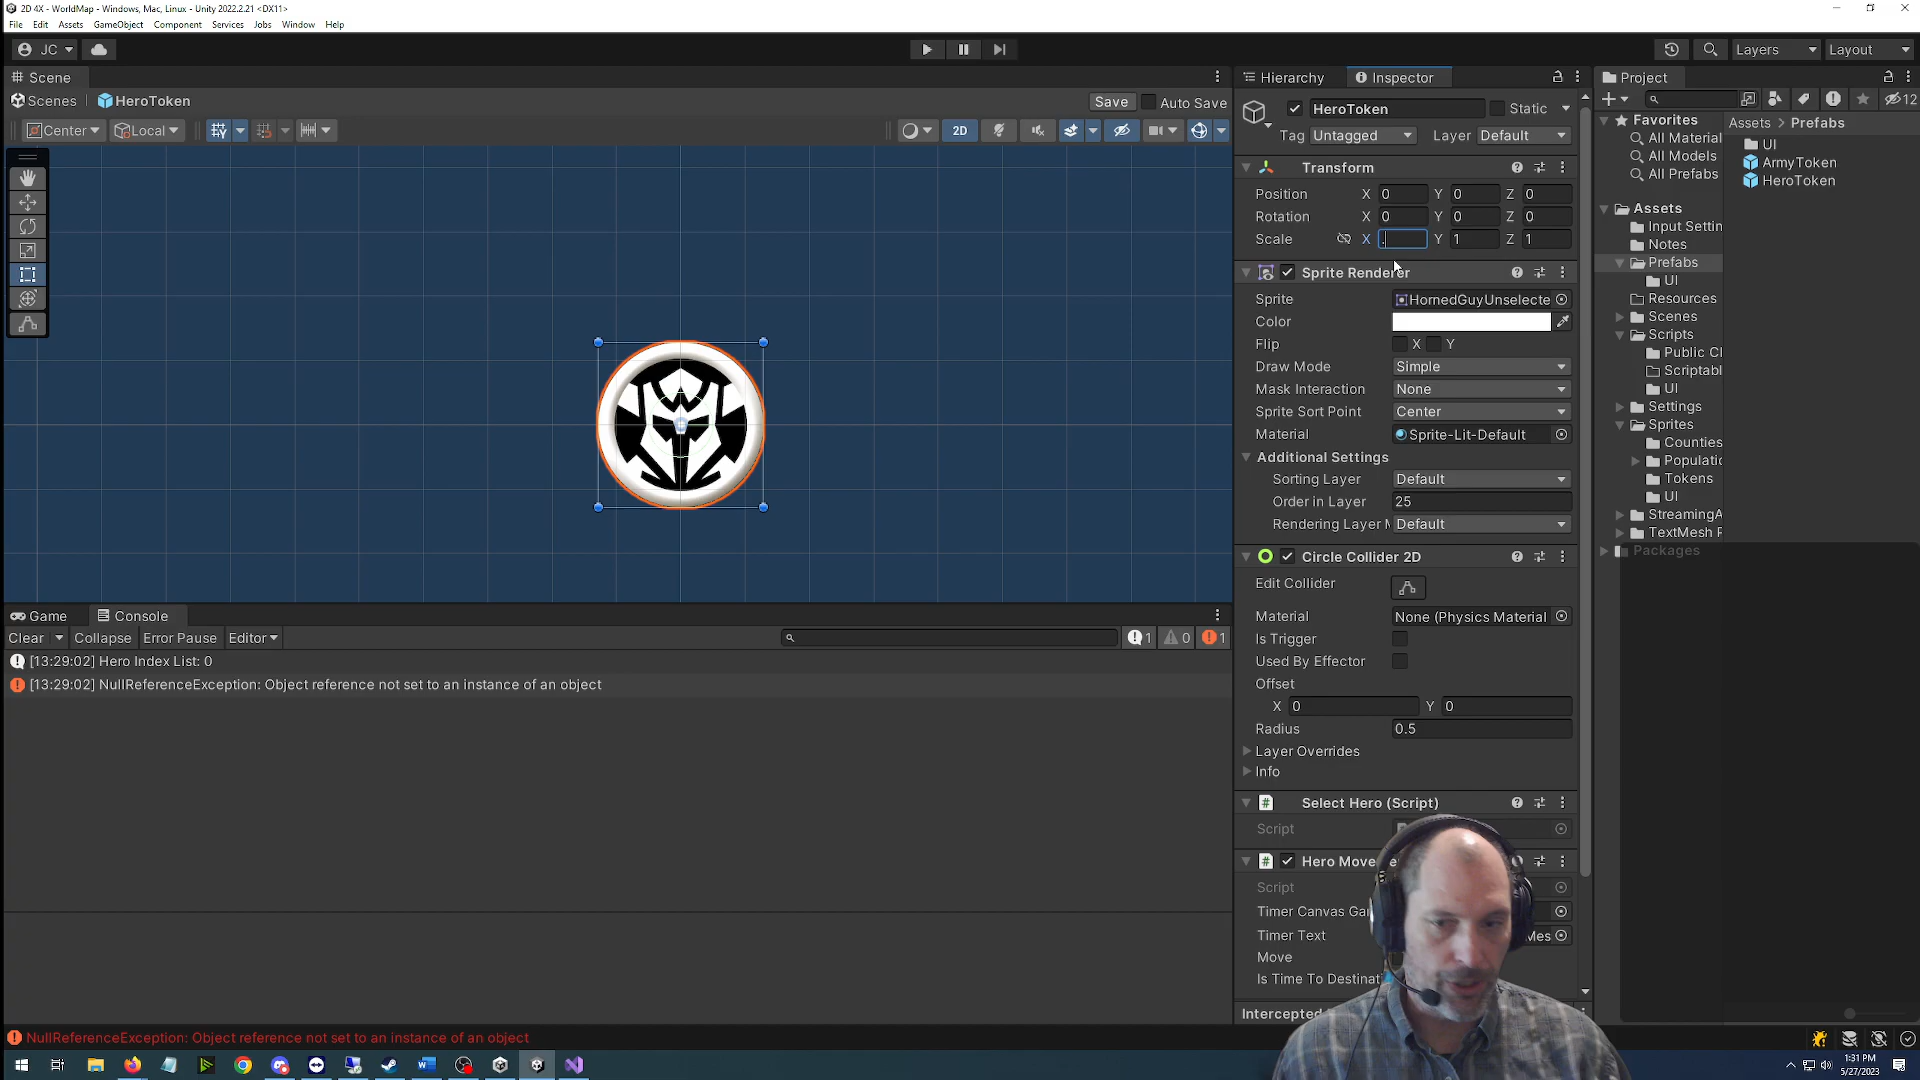 2D 4X - WorldMap - Windows, Mac, Linux - Unity 2022.2.21 <DX11>
File Edit Assets GameObject Component Services Jobs Window Help
JC Layers Layout
Scene
Scenes HeroToken Save Auto Save
Center Local 2D
Hierarchy Inspector
HeroToken Static
Tag Untagged Layer Default
Transform
Position X 0 Y 0 Z 0
Rotation X 0 Y 0 Z 0
Scale X . Y 1 Z 1
Sprite Renderer
Sprite HornedGuyUnselecte
Color
Flip X Y
Draw Mode Simple
Mask Interaction None
Sprite Sort Point Center
Material Sprite-Lit-Default
Additional Settings
Sorting Layer Default
Order in Layer 25
Rendering Layer M Default
Circle Collider 2D
Edit Collider
Material None (Physics Material
Is Trigger
Used By Effector
Offset
X 0 Y 0
Radius 0.5
Layer Overrides
Info
Select Hero (Script)
Script
Hero Move
Script
Timer Canvas Ga
Timer Text Mes
Move
Is Time To Destinat
Intercepted
Project
12
Favorites
All Material
All Models
All Prefabs
Assets
Input Settin
Notes
Prefabs
UI
Resources
Scenes
Scripts
Public Cl
Scriptabl
UI
Settings
Sprites
Counties
Populatic
Tokens
UI
StreamingA
TextMesh F
Packages
Assets > Prefabs
UI
ArmyToken
HeroToken
Game Console
Clear Collapse Error Pause Editor 1 0 1
[13:29:02] Hero Index List: 0
[13:29:02] NullReferenceException: Object reference not set to an instance of an object
NullReferenceException: Object reference not set to an instance of an object
1:31 PM
5/27/2023